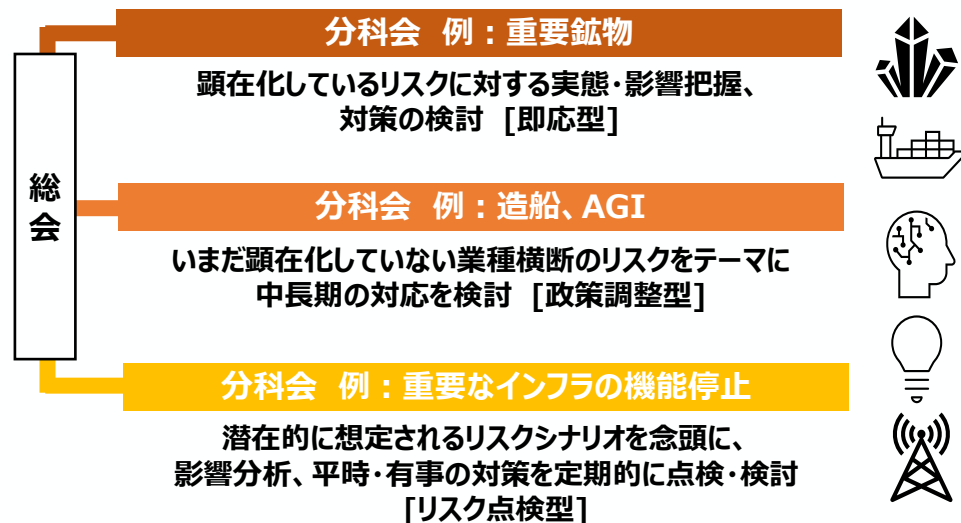 総会
分科会 例：重要鉱物
顕在化しているリスクに対する実態・影響把握、
対策の検討 [即応型]
分科会 例：造船、AGI
いまだ顕在化していない業種横断のリスクをテーマに
中長期の対応を検討 [政策調整型]
分科会 例：重要なインフラの機能停止
潜在的に想定されるリスクシナリオを念頭に、
影響分析、平時・有事の対策を定期的に点検・検討
[リスク点検型]